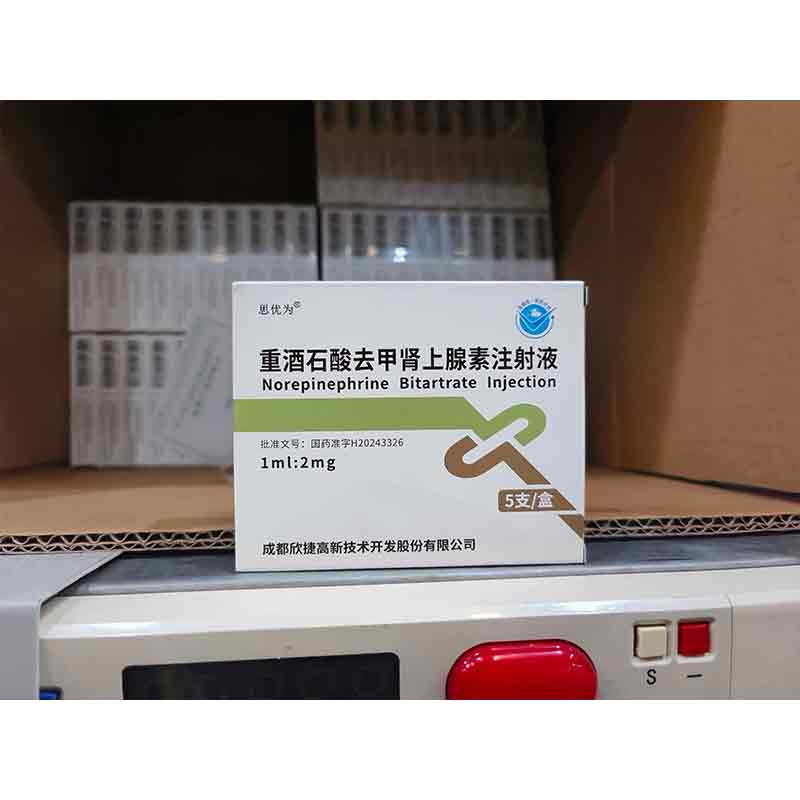 思优为®
重酒石酸去甲肾上腺素注射液
Norepinephrine Bitartrate Injection
批准文号：国药准字H20243326
1ml:2mg
5支/盒
成都欣捷高新技术开发股份有限公司
S
−